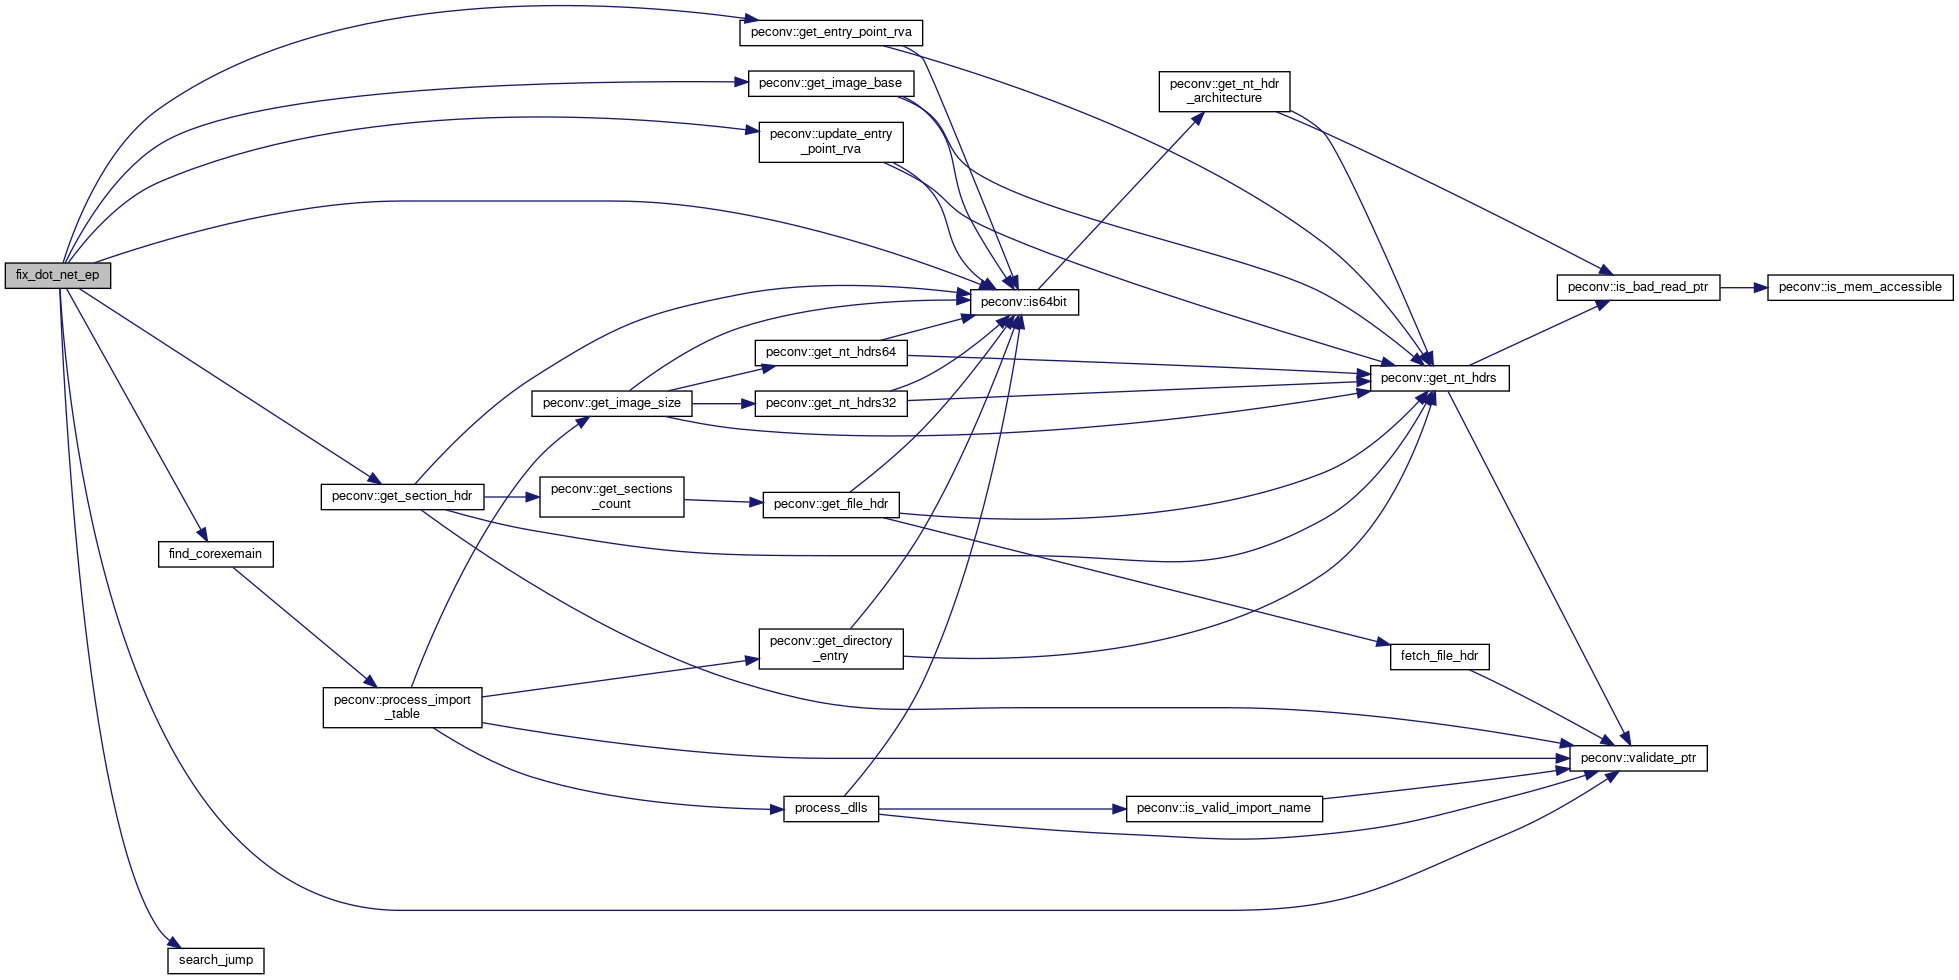 peconv::get_entry_point_rva
peconv::get_image_base
peconv::get_nt_hdr
_architecture
peconv::update_entry
_point_rva
fix_dot_net_ep
peconv::is_bad_read_ptr
peconv::is_mem_accessible
peconv::is64bit
peconv::get_nt_hdrs64
peconv::get_nt_hdrs
peconv::get_image_size
peconv::get_nt_hdrs32
peconv::get_section_hdr
peconv::get_sections
_count
peconv::get_file_hdr
find_corexemain
peconv::get_directory
_entry
fetch_file_hdr
peconv::process_import
_table
peconv::validate_ptr
process_dlls
peconv::is_valid_import_name
search_jump